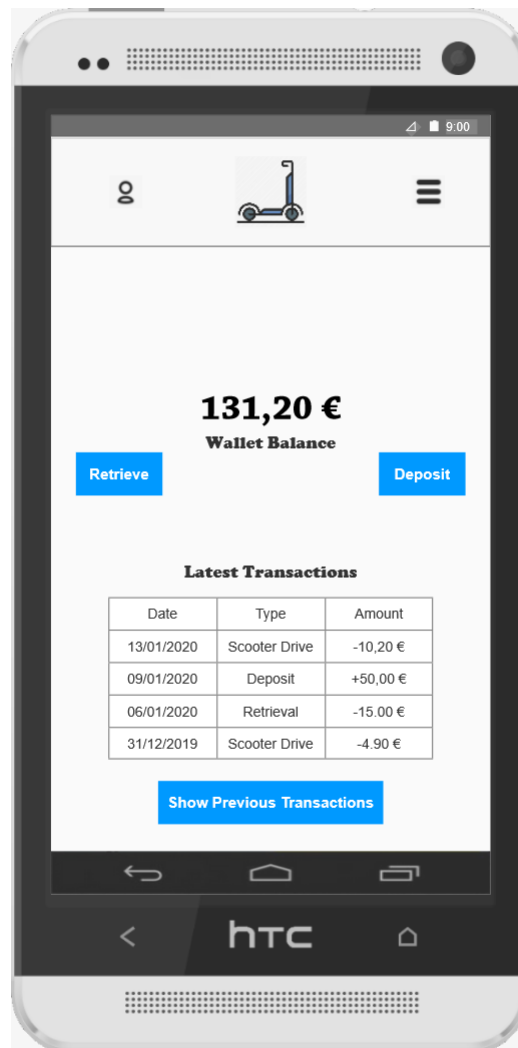 9:00
131,20 €
Wallet Balance
Retrieve
Deposit
Latest Transactions
Date Type Amount
13/01/2020 Scooter Drive -10,20 €
09/01/2020 Deposit +50,00 €
06/01/2020 Retrieval -15.00 €
31/12/2019 Scooter Drive -4.90 €
Show Previous Transactions
hTC